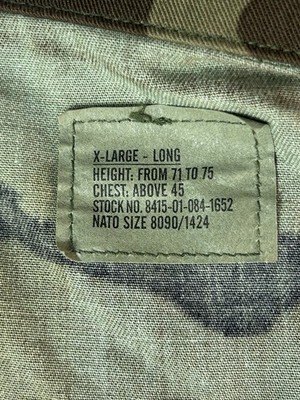 X-LARGE - LONG
HEIGHT: FROM 71 TO 75
CHEST: ABOVE 45
STOCK NO. 8415-01-084-1652
NATO SIZE 8090/1424